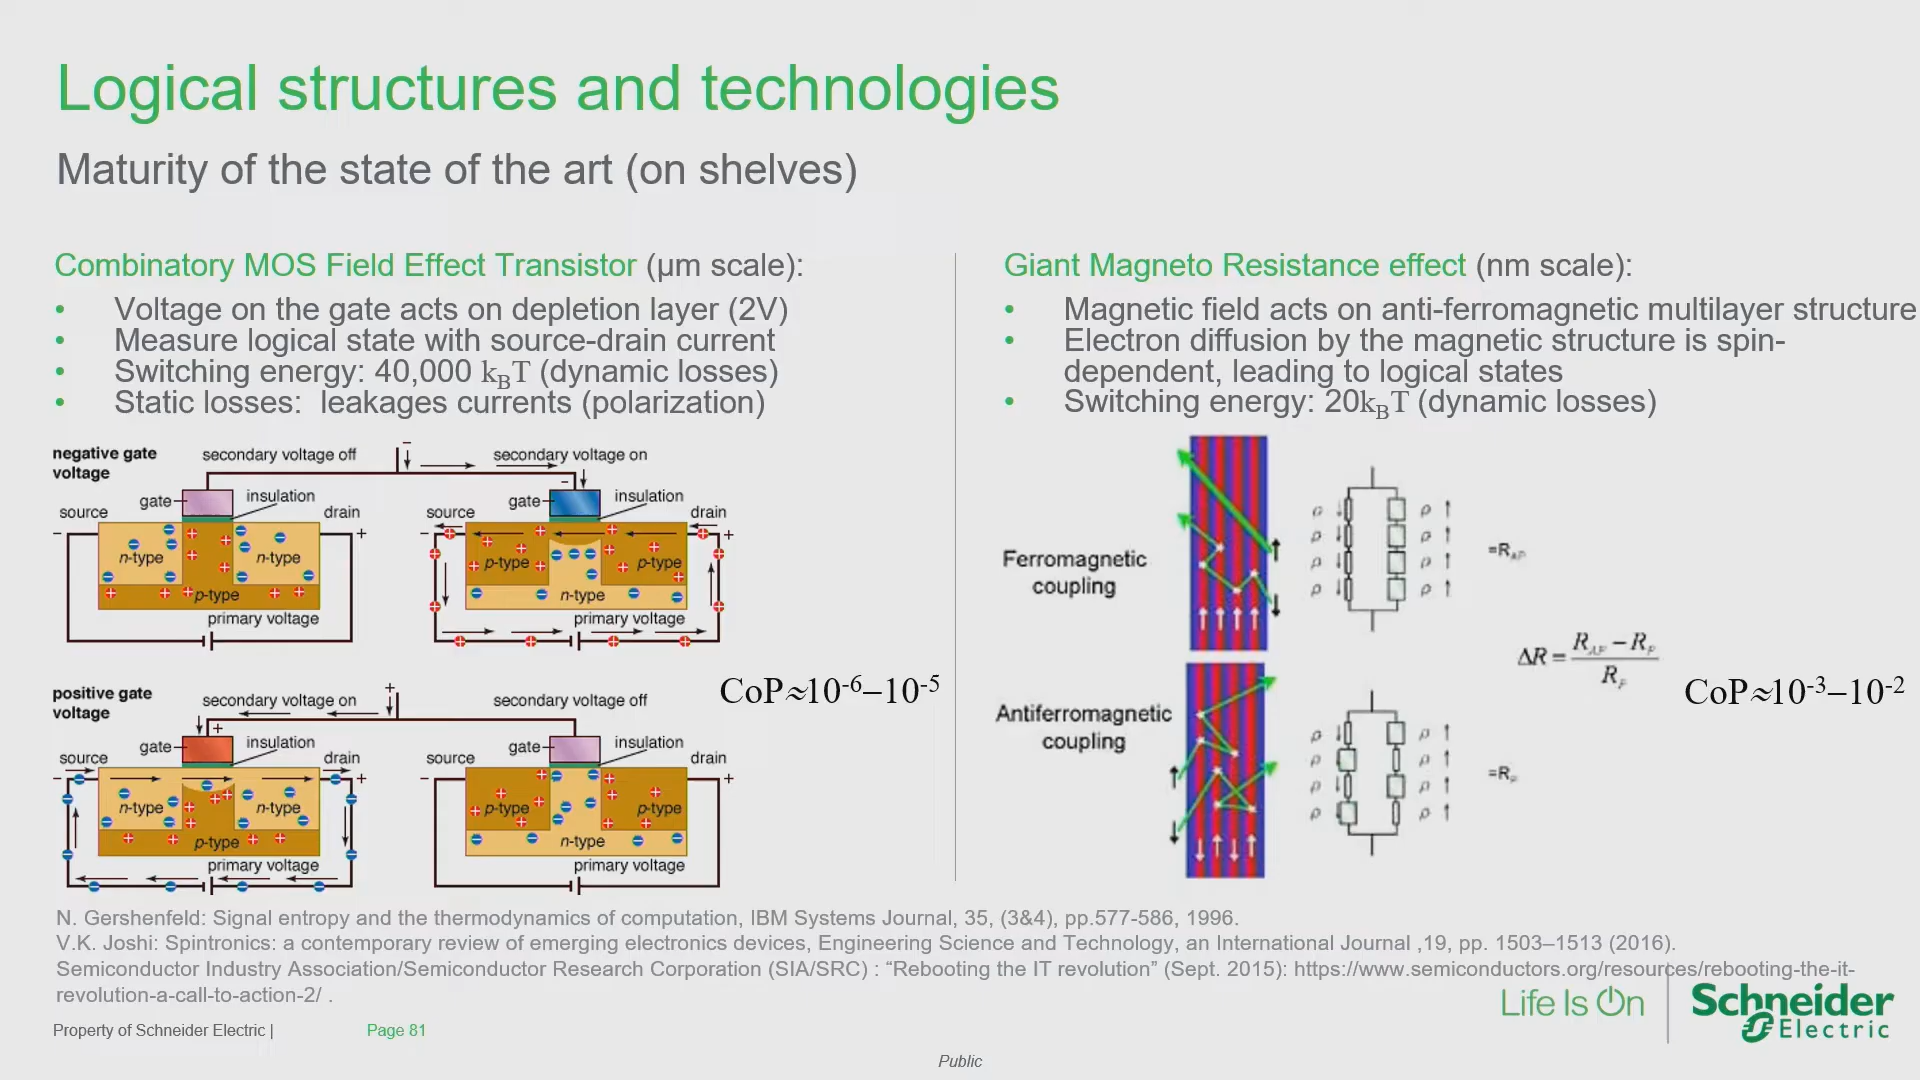 Logical structures and technologies
Maturity of the state of the art (on shelves)
Combinatory MOS Field Effect Transistor (μm scale):
• Voltage on the gate acts on depletion layer (2V)
• Measure logical state with source-drain current
• Switching energy: 40,000 k_BT (dynamic losses)
• Static losses:  leakages currents (polarization)
negative gate
voltage
secondary voltage off
−
secondary voltage on
gate
insulation
source
drain
−
+
n-type
n-type
p-type
primary voltage
−
gate
insulation
source
drain
−
+
p-type
p-type
n-type
primary voltage
positive gate
voltage
secondary voltage on
+
secondary voltage off
+
gate
insulation
source
drain
−
+
n-type
n-type
p-type
primary voltage
gate
insulation
source
drain
−
+
p-type
p-type
n-type
primary voltage
CoP≈10⁻⁶–10⁻⁵
Giant Magneto Resistance effect (nm scale):
• Magnetic field acts on anti-ferromagnetic multilayer structure
• Electron diffusion by the magnetic structure is spin-
dependent, leading to logical states
• Switching energy: 20k_BT (dynamic losses)
Ferromagnetic
coupling
ρ ↓ ρ ↑
ρ ↓ ρ ↑
ρ ↓ ρ ↑
ρ ↓ ρ ↑
=R_AP
ΔR = (R_AP − R_P) / R_P
Antiferromagnetic
coupling
ρ ↓ ρ ↑
ρ ρ ↑
ρ ↓ ρ ↑
ρ ρ ↑
=R_P
CoP≈10⁻³–10⁻²
N. Gershenfeld: Signal entropy and the thermodynamics of computation, IBM Systems Journal, 35, (3&4), pp.577-586, 1996.
V.K. Joshi: Spintronics: a contemporary review of emerging electronics devices, Engineering Science and Technology, an International Journal ,19, pp. 1503–1513 (2016).
Semiconductor Industry Association/Semiconductor Research Corporation (SIA/SRC) : “Rebooting the IT revolution” (Sept. 2015): https://www.semiconductors.org/resources/rebooting-the-it-
revolution-a-call-to-action-2/ .
Life Is On
Schneider
Electric
Property of Schneider Electric |
Page 81
Public